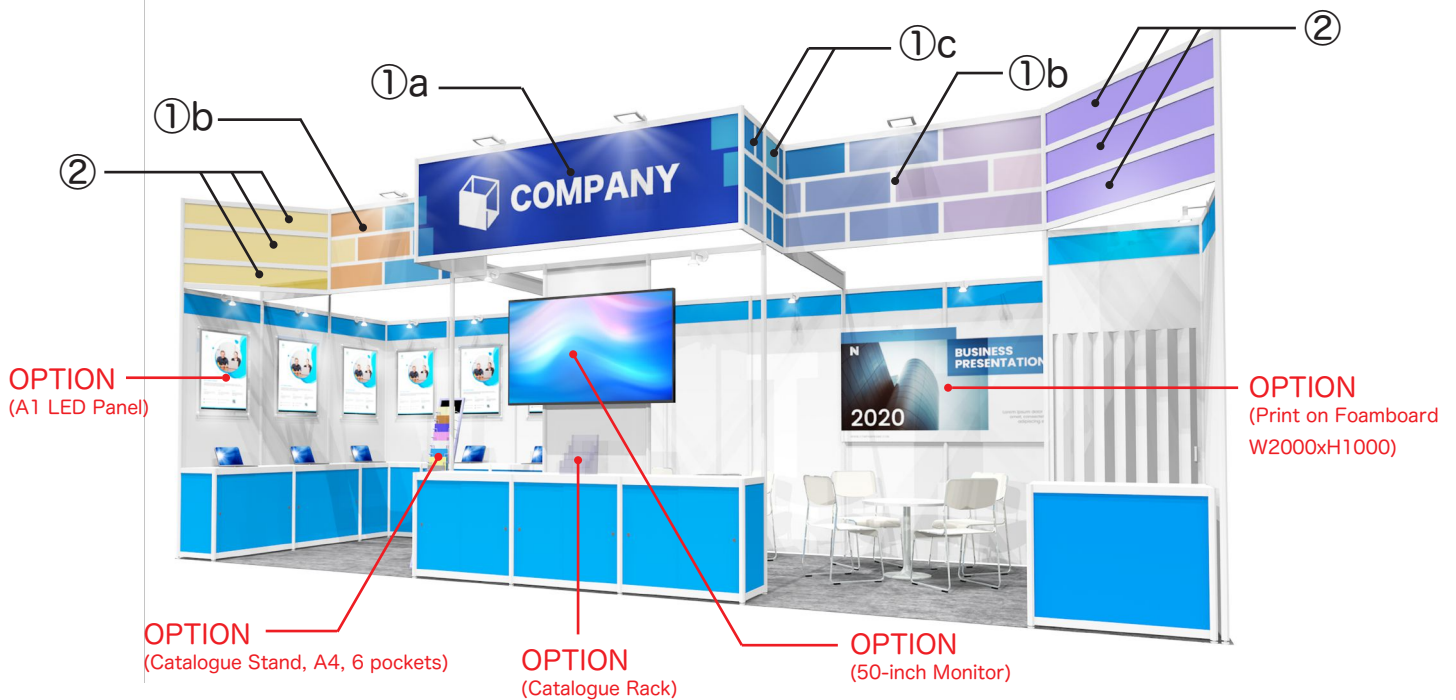 ②
①c
①a
①b
①b
②
COMPANY
OPTION
(A1 LED Panel)
N
BUSINESS
PRESENTATION
2020
OPTION
(Print on Foamboard
W2000xH1000)
OPTION
(Catalogue Stand, A4, 6 pockets)
OPTION
(Catalogue Rack)
OPTION
(50-inch Monitor)